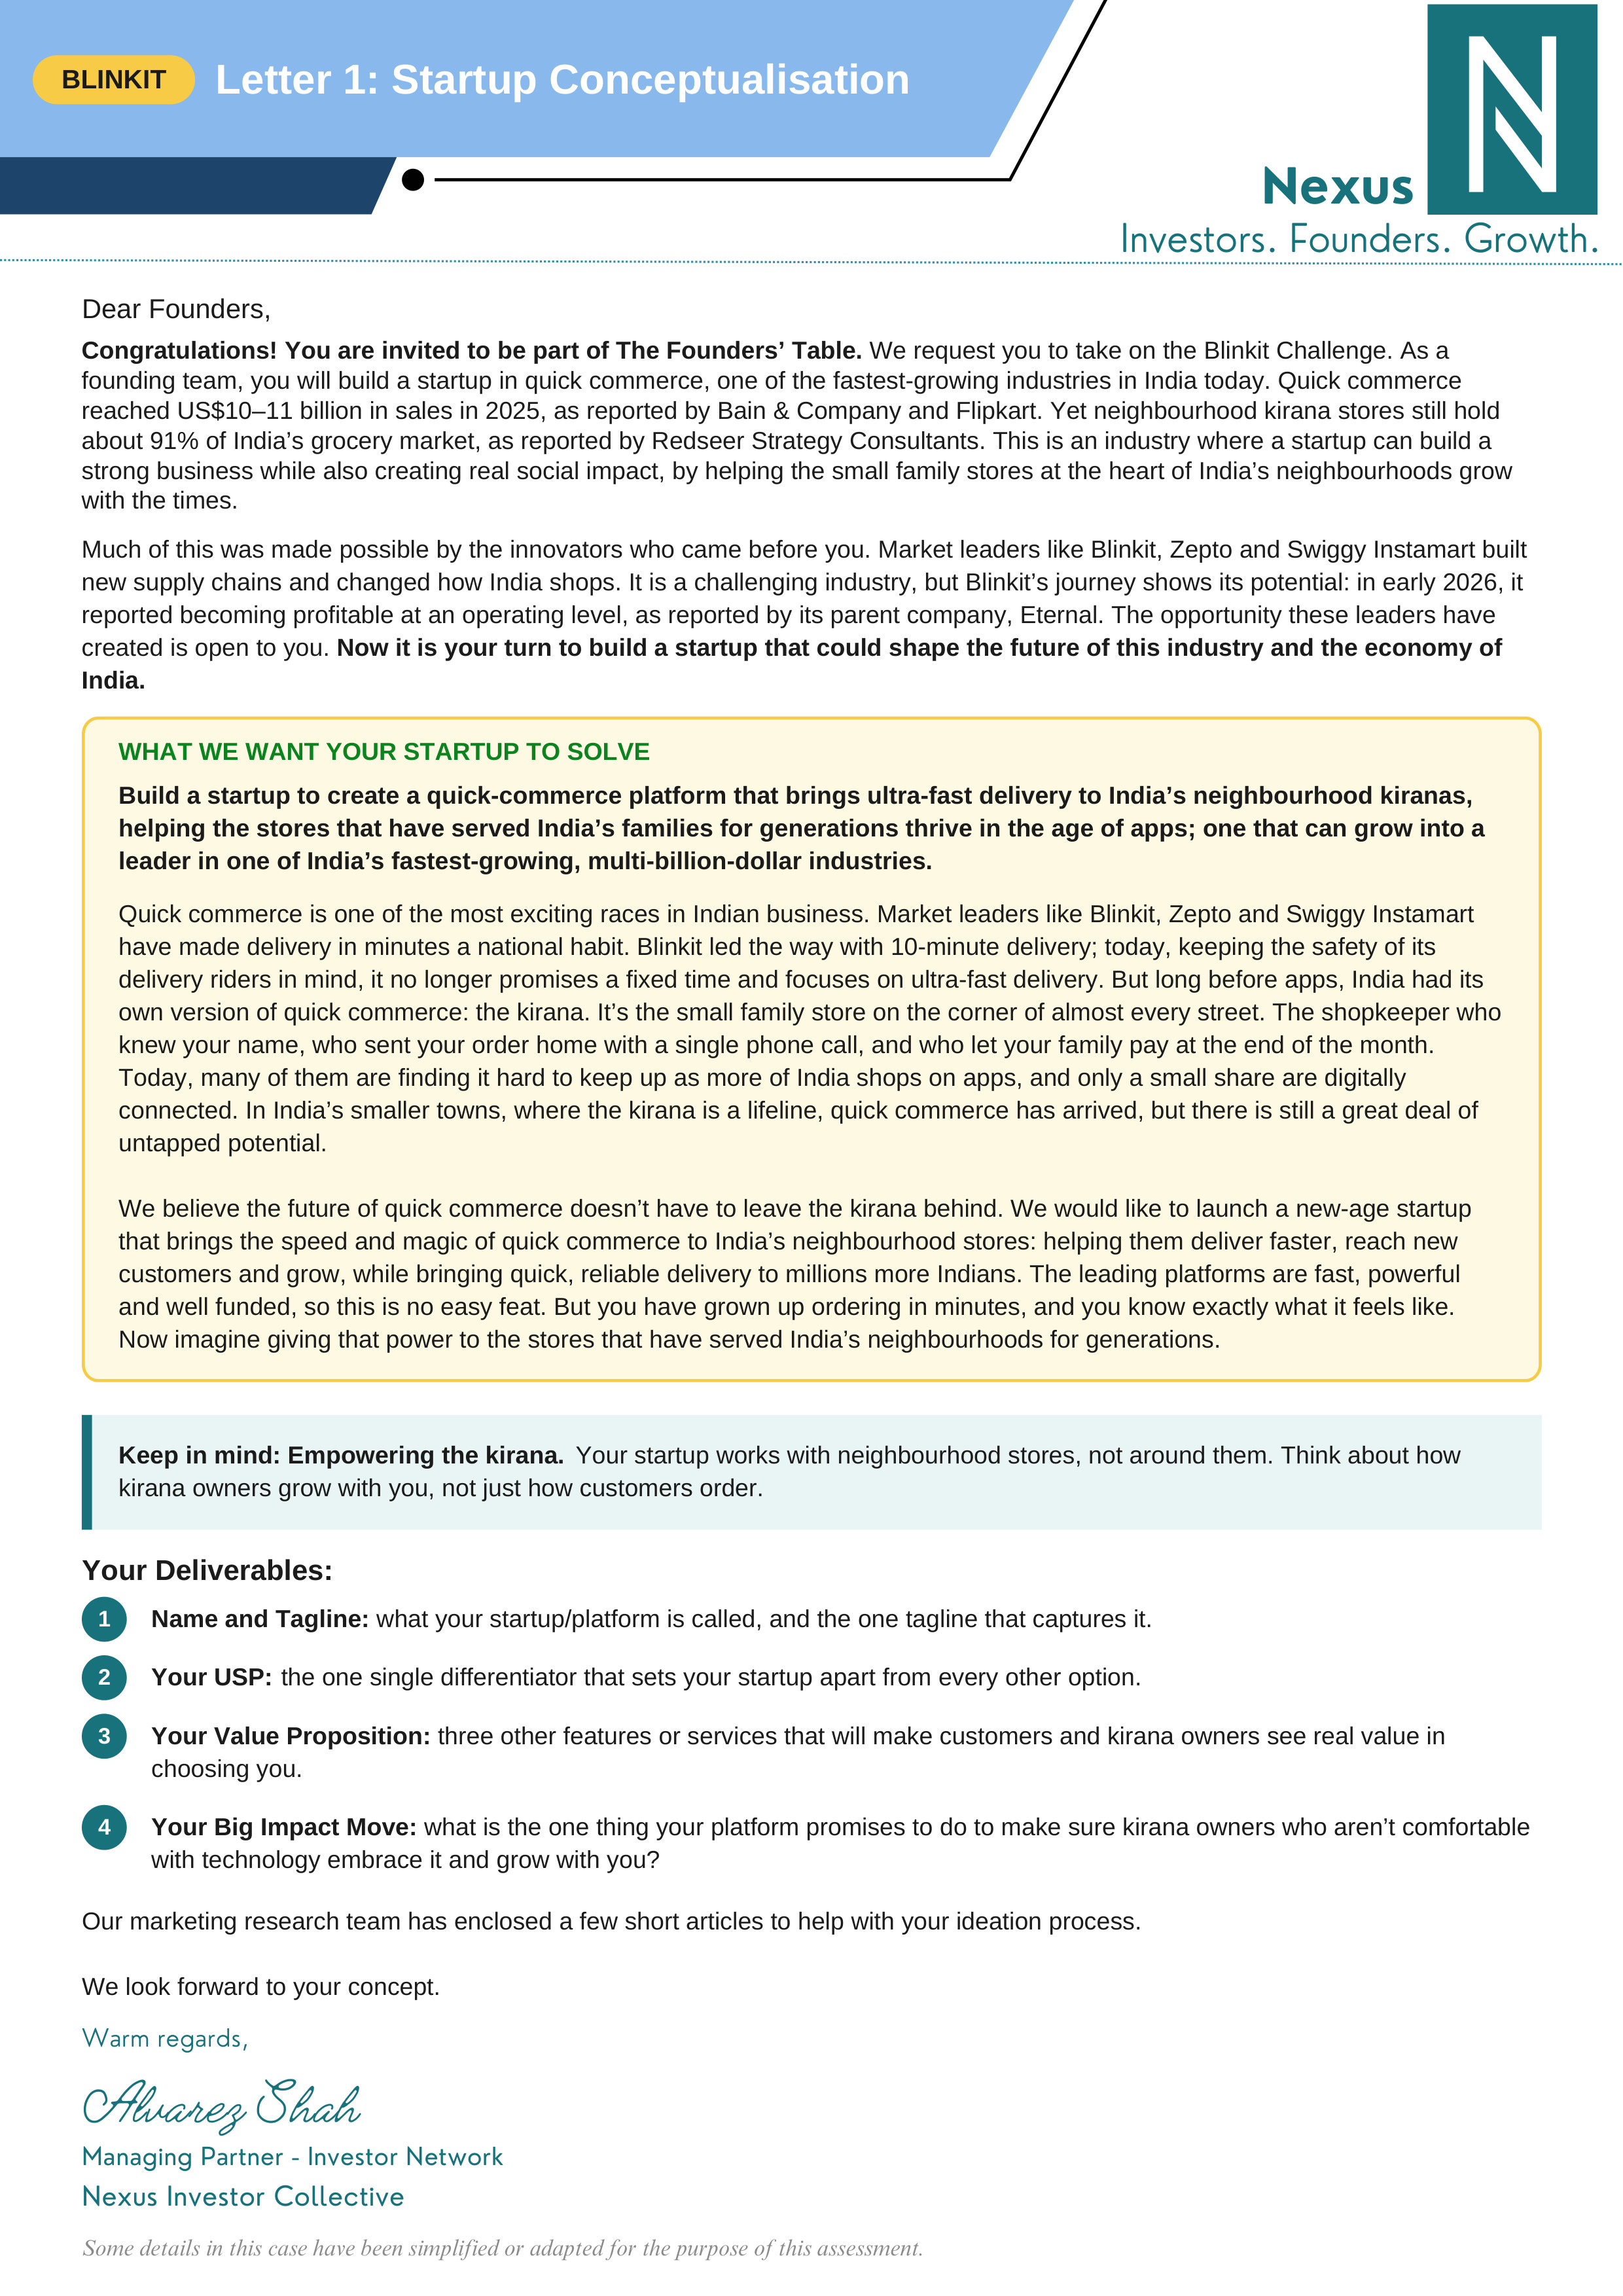 BLINKIT Letter 1: Startup Conceptualisation
N
Nexus
Investors. Founders. Growth.
Dear Founders,
Congratulations! You are invited to be part of The Founders’ Table. We request you to take on the Blinkit Challenge. As a
founding team, you will build a startup in quick commerce, one of the fastest-growing industries in India today. Quick commerce
reached US$10–11 billion in sales in 2025, as reported by Bain & Company and Flipkart. Yet neighbourhood kirana stores still hold
about 91% of India’s grocery market, as reported by Redseer Strategy Consultants. This is an industry where a startup can build a
strong business while also creating real social impact, by helping the small family stores at the heart of India’s neighbourhoods grow
with the times.
Much of this was made possible by the innovators who came before you. Market leaders like Blinkit, Zepto and Swiggy Instamart built
new supply chains and changed how India shops. It is a challenging industry, but Blinkit’s journey shows its potential: in early 2026, it
reported becoming profitable at an operating level, as reported by its parent company, Eternal. The opportunity these leaders have
created is open to you. Now it is your turn to build a startup that could shape the future of this industry and the economy of
India.
WHAT WE WANT YOUR STARTUP TO SOLVE
Build a startup to create a quick-commerce platform that brings ultra-fast delivery to India’s neighbourhood kiranas,
helping the stores that have served India’s families for generations thrive in the age of apps; one that can grow into a
leader in one of India’s fastest-growing, multi-billion-dollar industries.
Quick commerce is one of the most exciting races in Indian business. Market leaders like Blinkit, Zepto and Swiggy Instamart
have made delivery in minutes a national habit. Blinkit led the way with 10-minute delivery; today, keeping the safety of its
delivery riders in mind, it no longer promises a fixed time and focuses on ultra-fast delivery. But long before apps, India had its
own version of quick commerce: the kirana. It’s the small family store on the corner of almost every street. The shopkeeper who
knew your name, who sent your order home with a single phone call, and who let your family pay at the end of the month.
Today, many of them are finding it hard to keep up as more of India shops on apps, and only a small share are digitally
connected. In India’s smaller towns, where the kirana is a lifeline, quick commerce has arrived, but there is still a great deal of
untapped potential.
We believe the future of quick commerce doesn’t have to leave the kirana behind. We would like to launch a new-age startup
that brings the speed and magic of quick commerce to India’s neighbourhood stores: helping them deliver faster, reach new
customers and grow, while bringing quick, reliable delivery to millions more Indians. The leading platforms are fast, powerful
and well funded, so this is no easy feat. But you have grown up ordering in minutes, and you know exactly what it feels like.
Now imagine giving that power to the stores that have served India’s neighbourhoods for generations.
Keep in mind: Empowering the kirana. Your startup works with neighbourhood stores, not around them. Think about how
kirana owners grow with you, not just how customers order.
Your Deliverables:
1 Name and Tagline: what your startup/platform is called, and the one tagline that captures it.
2 Your USP: the one single differentiator that sets your startup apart from every other option.
3 Your Value Proposition: three other features or services that will make customers and kirana owners see real value in
choosing you.
4 Your Big Impact Move: what is the one thing your platform promises to do to make sure kirana owners who aren’t comfortable
with technology embrace it and grow with you?
Our marketing research team has enclosed a few short articles to help with your ideation process.
We look forward to your concept.
Warm regards,
Alvarez Shah
Managing Partner - Investor Network
Nexus Investor Collective
Some details in this case have been simplified or adapted for the purpose of this assessment.